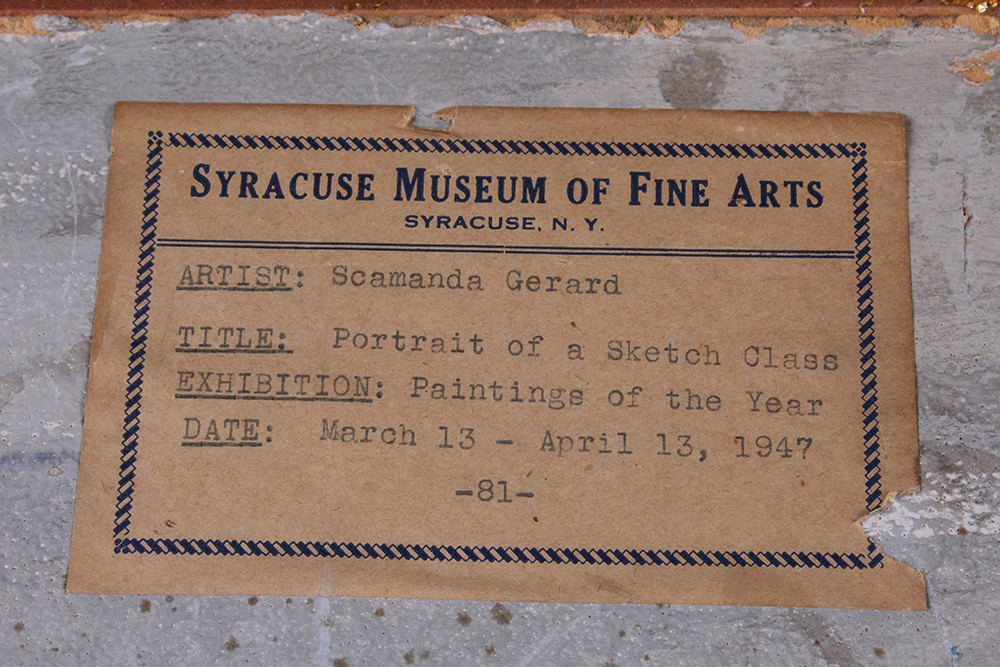 SYRACUSE MUSEUM OF FINE ARTS
SYRACUSE, N. Y.
ARTIST: Scamanda Gerard
TITLE: Portrait of a Sketch Class
EXHIBITION: Paintings of the Year
DATE: March 13 - April 13, 1947
-81-